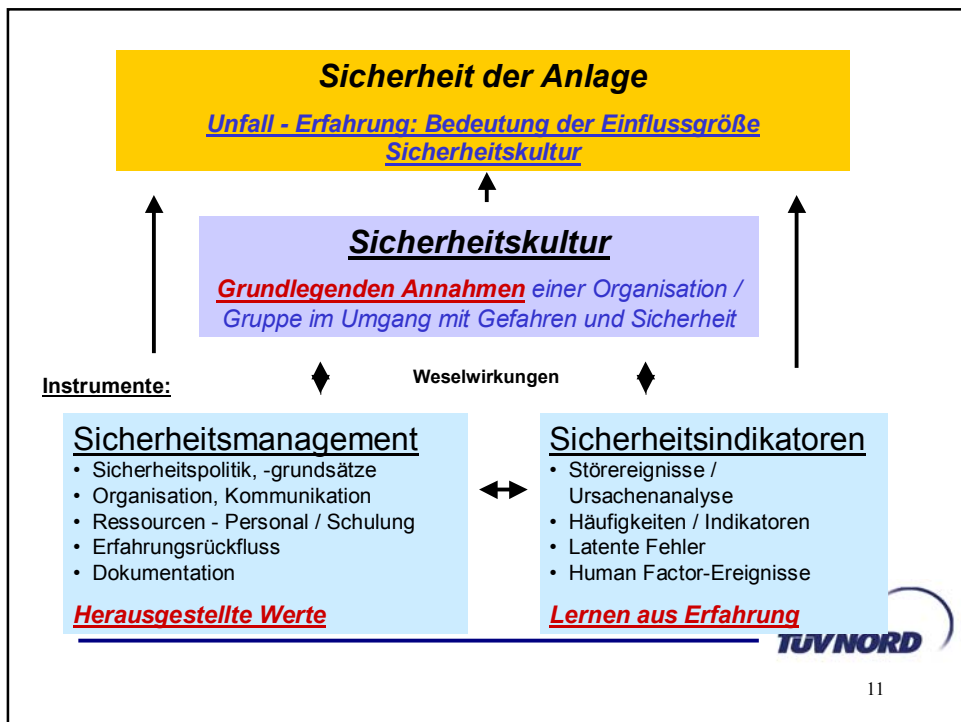 Sicherheit der Anlage
Unfall - Erfahrung: Bedeutung der Einflussgröße
Sicherheitskultur
Sicherheitskultur
Grundlegenden Annahmen einer Organisation /
Gruppe im Umgang mit Gefahren und Sicherheit
Weselwirkungen
Instrumente:
Sicherheitsmanagement
• Sicherheitspolitik, -grundsätze
• Organisation, Kommunikation
• Ressourcen - Personal / Schulung
• Erfahrungsrückfluss
• Dokumentation
Herausgestellte Werte
Sicherheitsindikatoren
• Störereignisse /
Ursachenanalyse
• Häufigkeiten / Indikatoren
• Latente Fehler
• Human Factor-Ereignisse
Lernen aus Erfahrung
TÜV NORD
11